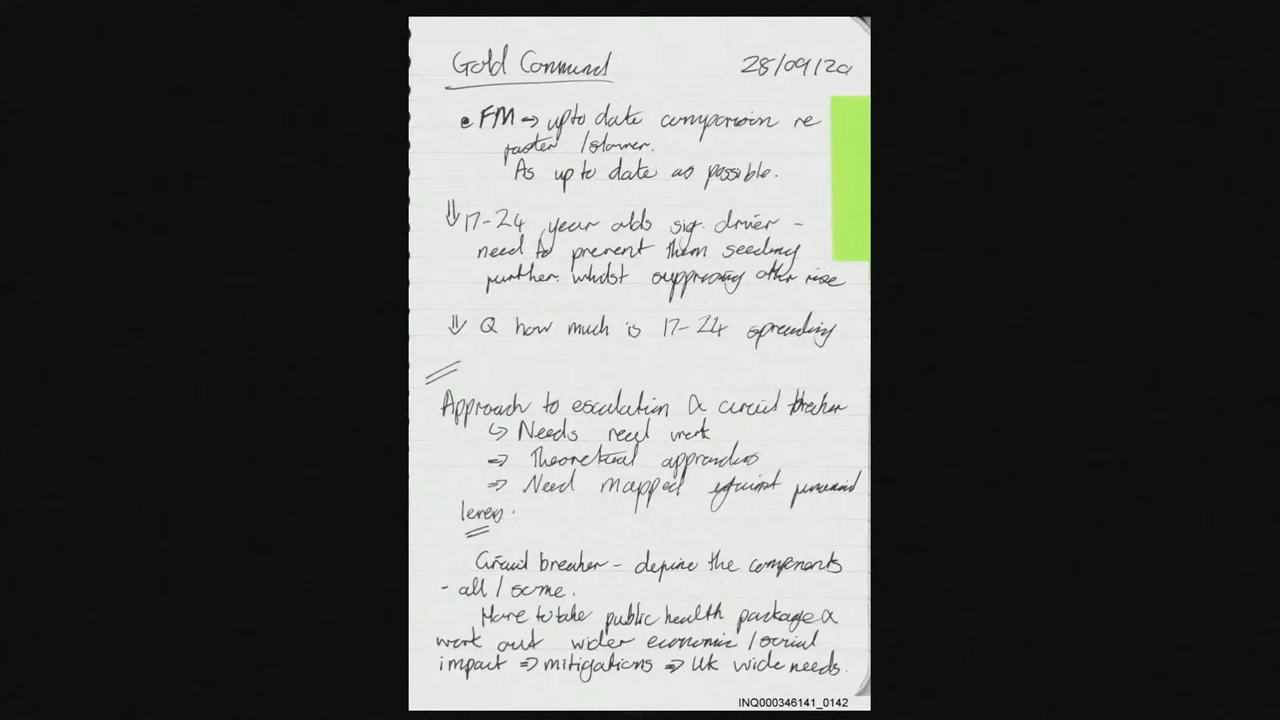 Gold Command 28/09/20
• FM → up to date comparison re
faster / slower.
As up to date as possible.
⇓ 17-24 year olds sig. driver -
need to prevent them seeding
further. whilst suppressing other rise
⇓ Q how much is 17-24 spreading
Approach to escalation & circuit breaker
↳ Needs real work
⇒ Theoretical
⇒ Need mapped against
levers.
Circuit breaker - define the components
- all / some.
Have to take public health package &
work out wider economic / social
impact ⇒ mitigations ⇒ UK wide needs.
INQ000346141_0142